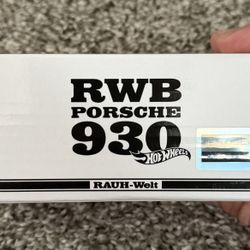 RWB
PORSCHE
930
HOT WHEELS
RAUH-Welt